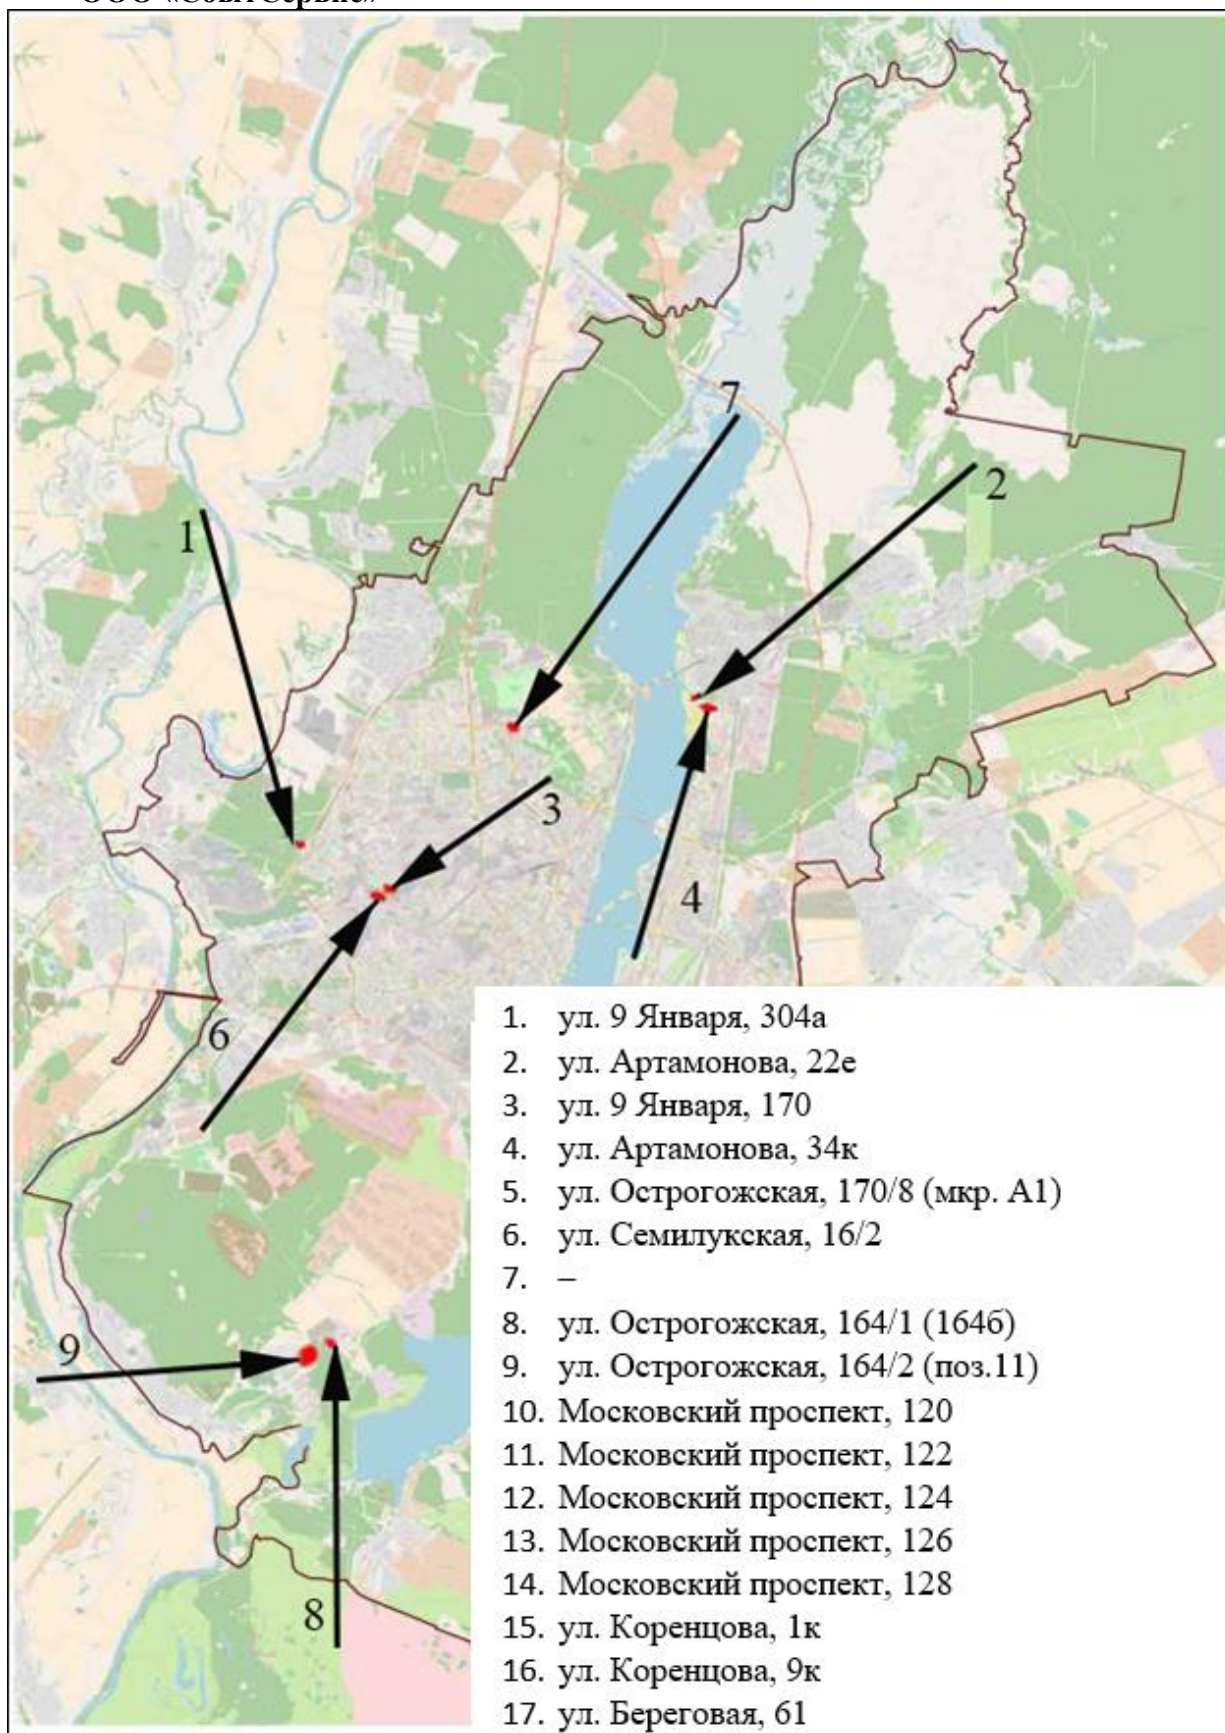 ООО «СбытСервис»
7
2
1
3
4
6
9
8
1. ул. 9 Января, 304а
2. ул. Артамонова, 22е
3. ул. 9 Января, 170
4. ул. Артамонова, 34к
5. ул. Острогожская, 170/8 (мкр. А1)
6. ул. Семилукская, 16/2
7. –
8. ул. Острогожская, 164/1 (164б)
9. ул. Острогожская, 164/2 (поз.11)
10. Московский проспект, 120
11. Московский проспект, 122
12. Московский проспект, 124
13. Московский проспект, 126
14. Московский проспект, 128
15. ул. Коренцова, 1к
16. ул. Коренцова, 9к
17. ул. Береговая, 61